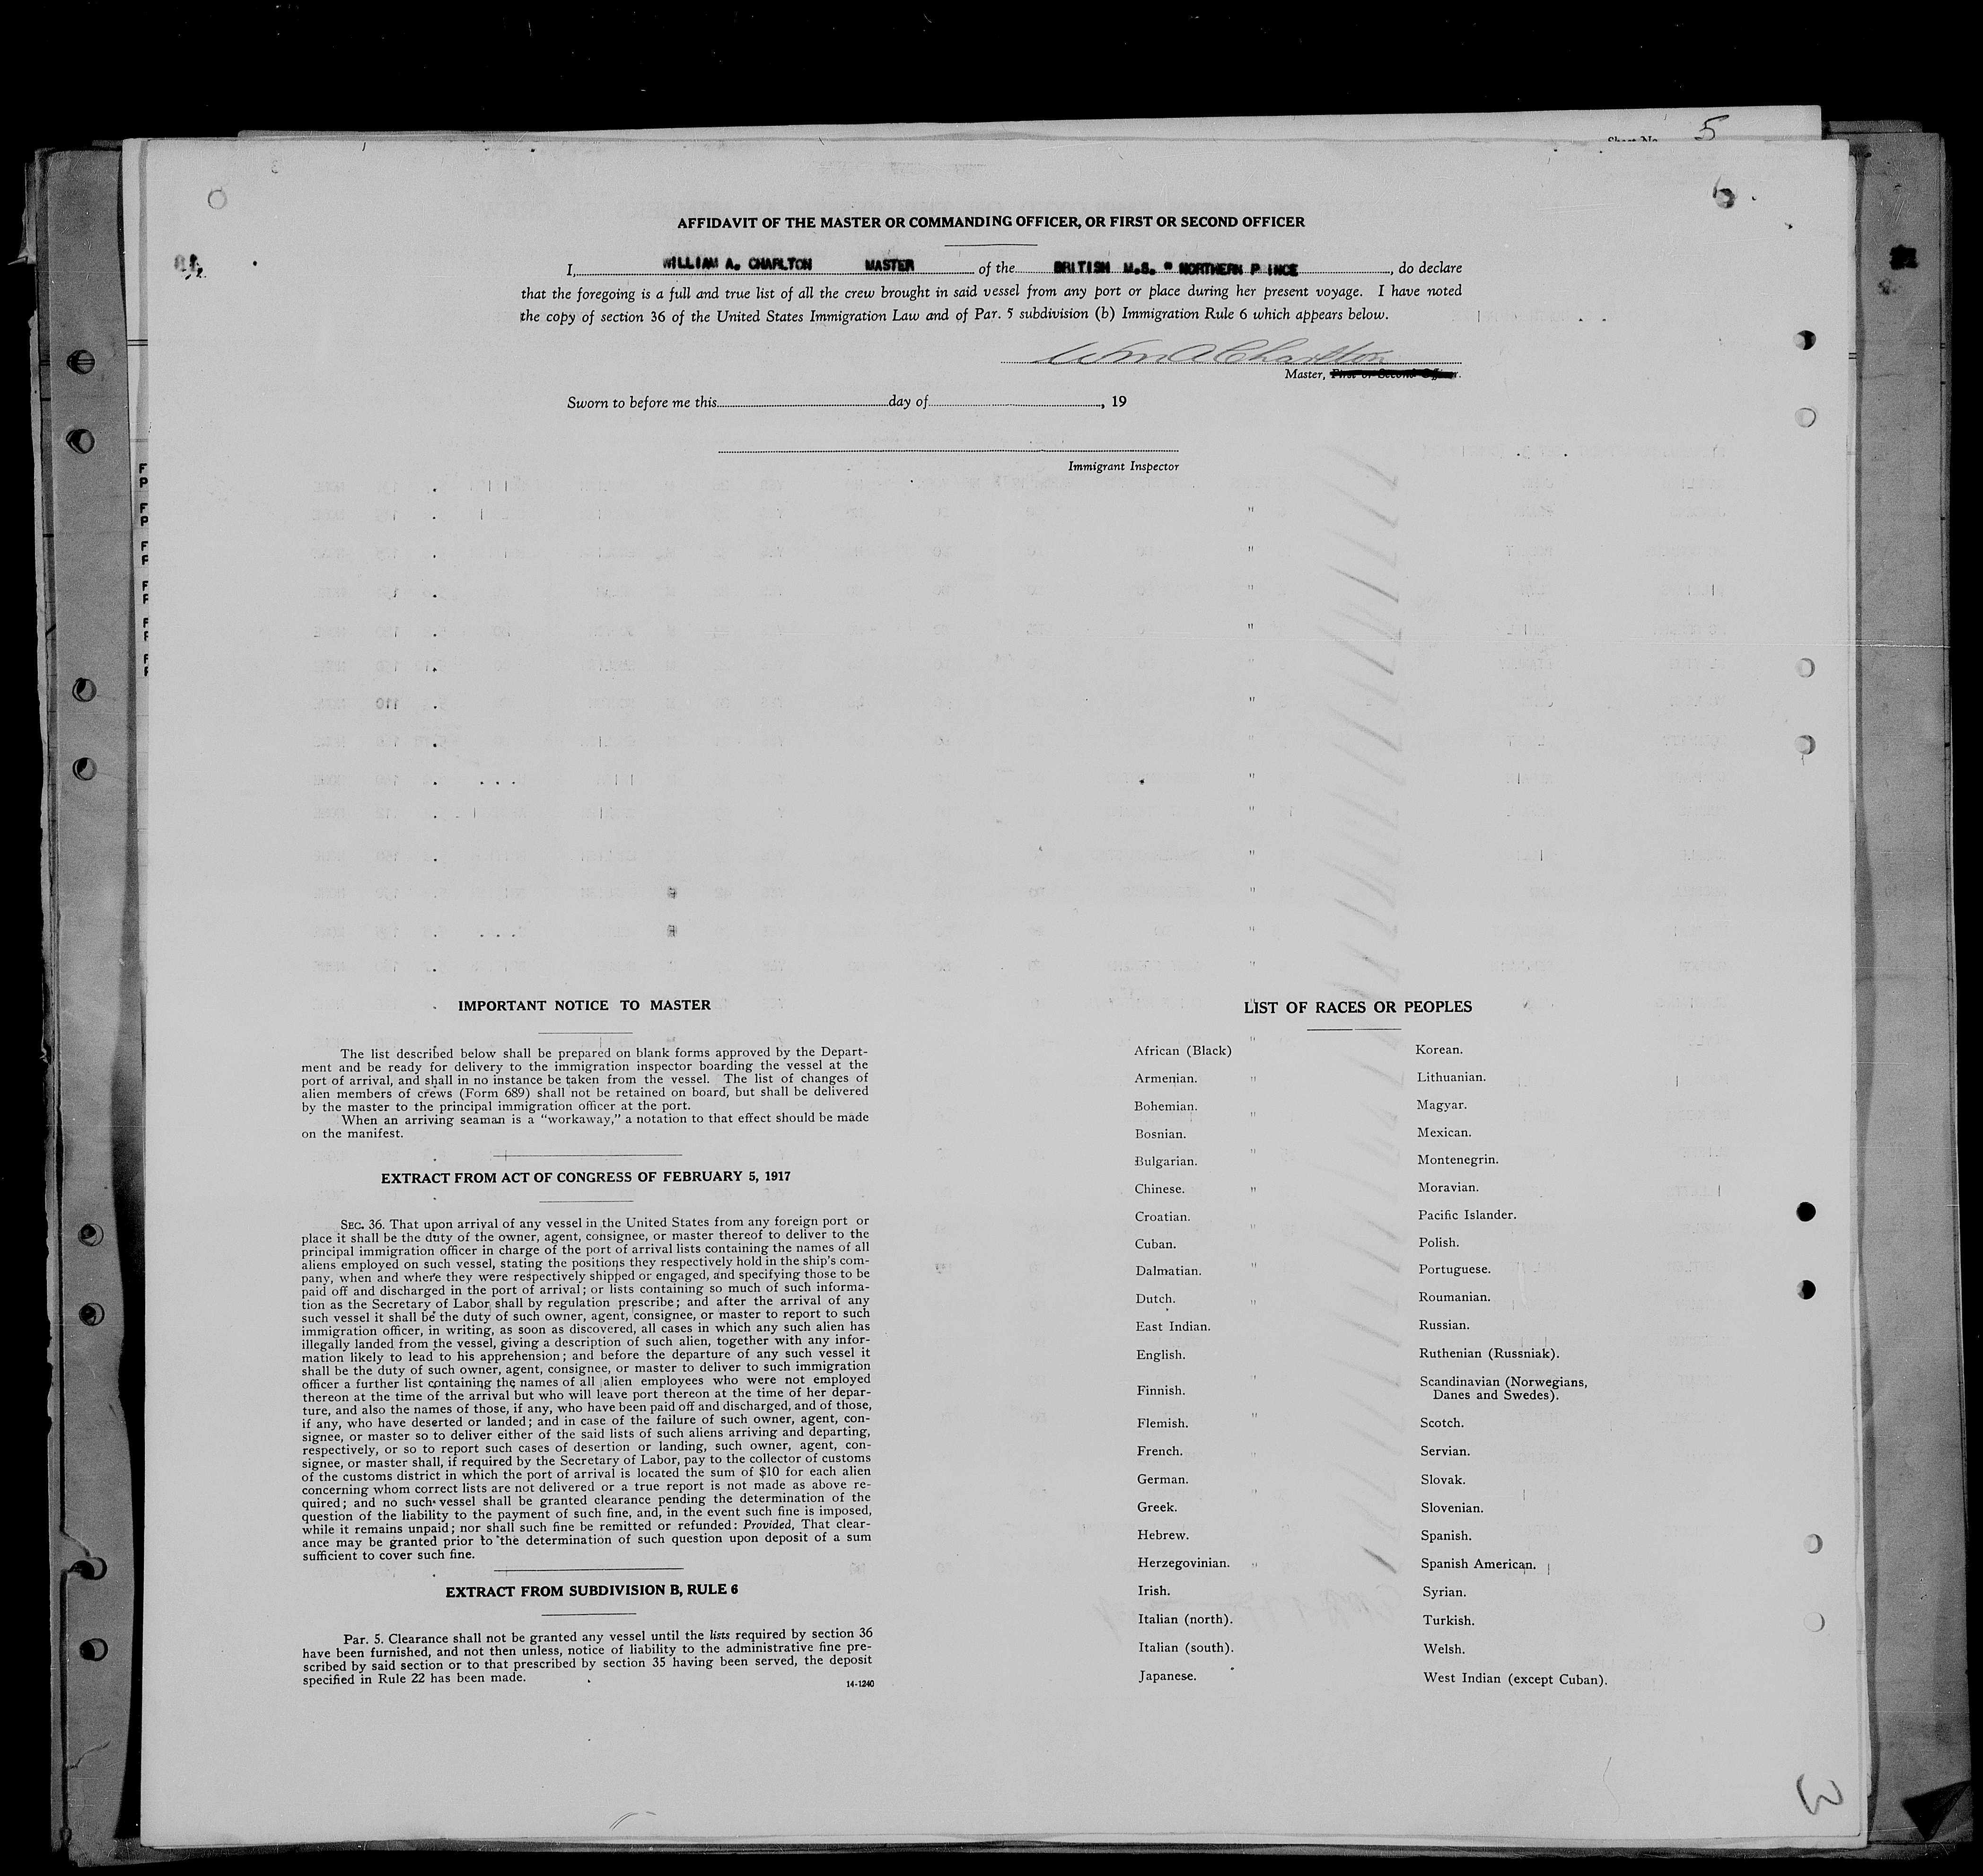 Sheet No. 5
6
AFFIDAVIT OF THE MASTER OR COMMANDING OFFICER, OR FIRST OR SECOND OFFICER
I, WILLIAM A. CHARLTON MASTER of the BRITISH M.S. " NORTHERN P INCE, do declare
that the foregoing is a full and true list of all the crew brought in said vessel from any port or place during her present voyage. I have noted
the copy of section 36 of the United States Immigration Law and of Par. 5 subdivision (b) Immigration Rule 6 which appears below.
Wm A Charlton
Master, First or Second Officer.
Sworn to before me this day of , 19
Immigrant Inspector
IMPORTANT NOTICE TO MASTER
The list described below shall be prepared on blank forms approved by the Depart-
ment and be ready for delivery to the immigration inspector boarding the vessel at the
port of arrival, and shall in no instance be taken from the vessel. The list of changes of
alien members of crews (Form 689) shall not be retained on board, but shall be delivered
by the master to the principal immigration officer at the port.
When an arriving seaman is a "workaway," a notation to that effect should be made
on the manifest.
EXTRACT FROM ACT OF CONGRESS OF FEBRUARY 5, 1917
SEC. 36. That upon arrival of any vessel in the United States from any foreign port or
place it shall be the duty of the owner, agent, consignee, or master thereof to deliver to the
principal immigration officer in charge of the port of arrival lists containing the names of all
aliens employed on such vessel, stating the positions they respectively hold in the ship's com-
pany, when and where they were respectively shipped or engaged, and specifying those to be
paid off and discharged in the port of arrival; or lists containing so much of such informa-
tion as the Secretary of Labor shall by regulation prescribe; and after the arrival of any
such vessel it shall be the duty of such owner, agent, consignee, or master to report to such
immigration officer, in writing, as soon as discovered, all cases in which any such alien has
illegally landed from the vessel, giving a description of such alien, together with any infor-
mation likely to lead to his apprehension; and before the departure of any such vessel it
shall be the duty of such owner, agent, consignee, or master to deliver to such immigration
officer a further list containing the names of all alien employees who were not employed
thereon at the time of the arrival but who will leave port thereon at the time of her depar-
ture, and also the names of those, if any, who have been paid off and discharged, and of those,
if any, who have deserted or landed; and in case of the failure of such owner, agent, con-
signee, or master so to deliver either of the said lists of such aliens arriving and departing,
respectively, or so to report such cases of desertion or landing, such owner, agent, con-
signee, or master shall, if required by the Secretary of Labor, pay to the collector of customs
of the customs district in which the port of arrival is located the sum of $10 for each alien
concerning whom correct lists are not delivered or a true report is not made as above re-
quired; and no such vessel shall be granted clearance pending the determination of the
question of the liability to the payment of such fine, and, in the event such fine is imposed,
while it remains unpaid; nor shall such fine be remitted or refunded: Provided, That clear-
ance may be granted prior to the determination of such question upon deposit of a sum
sufficient to cover such fine.
EXTRACT FROM SUBDIVISION B, RULE 6
Par. 5. Clearance shall not be granted any vessel until the lists required by section 36
have been furnished, and not then unless, notice of liability to the administrative fine pre-
scribed by said section or to that prescribed by section 35 having been served, the deposit
specified in Rule 22 has been made.
14-1240
LIST OF RACES OR PEOPLES
African (Black)
Armenian.
Bohemian.
Bosnian.
Bulgarian.
Chinese.
Croatian.
Cuban.
Dalmatian.
Dutch.
East Indian.
English.
Finnish.
Flemish.
French.
German.
Greek.
Hebrew.
Herzegovinian.
Irish.
Italian (north).
Italian (south).
Japanese.
Korean.
Lithuanian.
Magyar.
Mexican.
Montenegrin.
Moravian.
Pacific Islander.
Polish.
Portuguese.
Roumanian.
Russian.
Ruthenian (Russniak).
Scandinavian (Norwegians,
Danes and Swedes).
Scotch.
Servian.
Slovak.
Slovenian.
Spanish.
Spanish American.
Syrian.
Turkish.
Welsh.
West Indian (except Cuban).
3